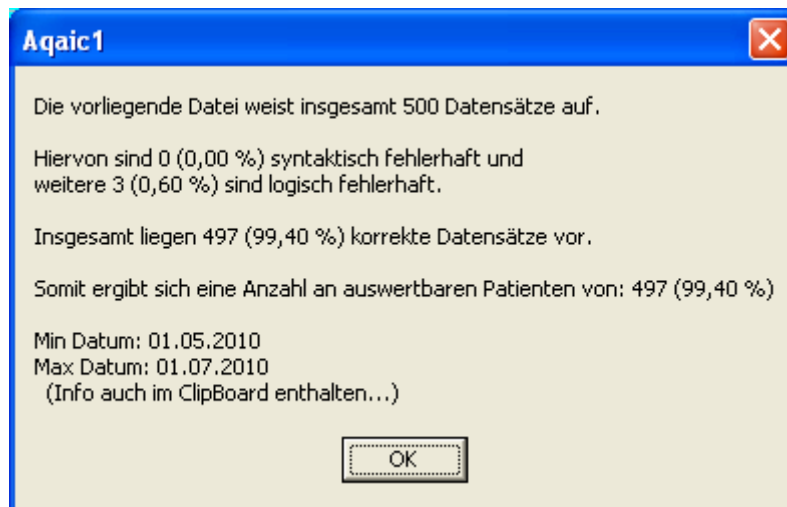 Aqaic1
Die vorliegende Datei weist insgesamt 500 Datensätze auf.
Hiervon sind 0 (0,00 %) syntaktisch fehlerhaft und
weitere 3 (0,60 %) sind logisch fehlerhaft.
Insgesamt liegen 497 (99,40 %) korrekte Datensätze vor.
Somit ergibt sich eine Anzahl an auswertbaren Patienten von: 497 (99,40 %)
Min Datum: 01.05.2010
Max Datum: 01.07.2010
(Info auch im ClipBoard enthalten...)
OK